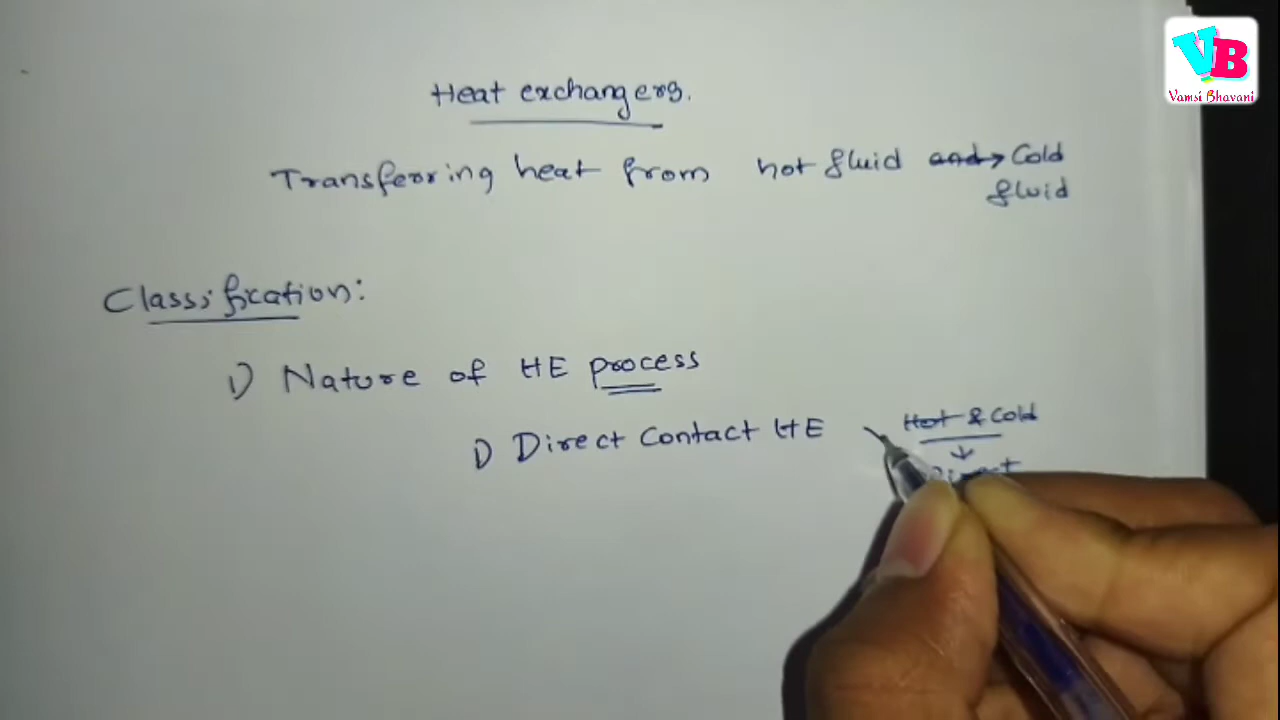 VB
Vamsi Bhavani
Heat exchangers.
Transferring heat from hot fluid and→ Cold
fluid
Classification:
1) Nature of HE process
1) Direct Contact HE
Hot & Cold
↓